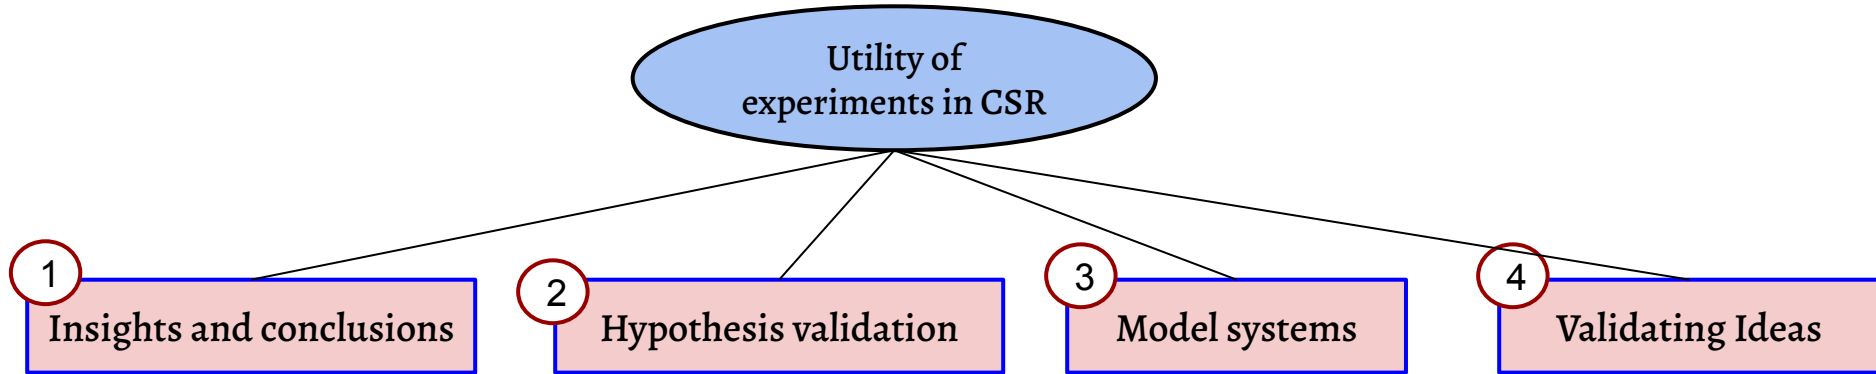 Utility of
experiments in CSR
1
Insights and conclusions
2
Hypothesis validation
3
Model systems
4
Validating Ideas